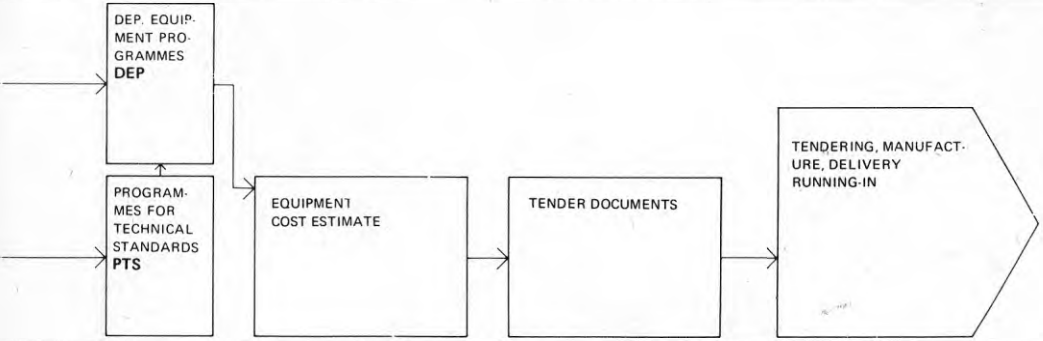 DEP. EQUIP-
MENT PRO-
GRAMMES
DEP
PROGRAM-
MES FOR
TECHNICAL
STANDARDS
PTS
EQUIPMENT
COST ESTIMATE
TENDER DOCUMENTS
TENDERING, MANUFACT-
URE, DELIVERY
RUNNING-IN